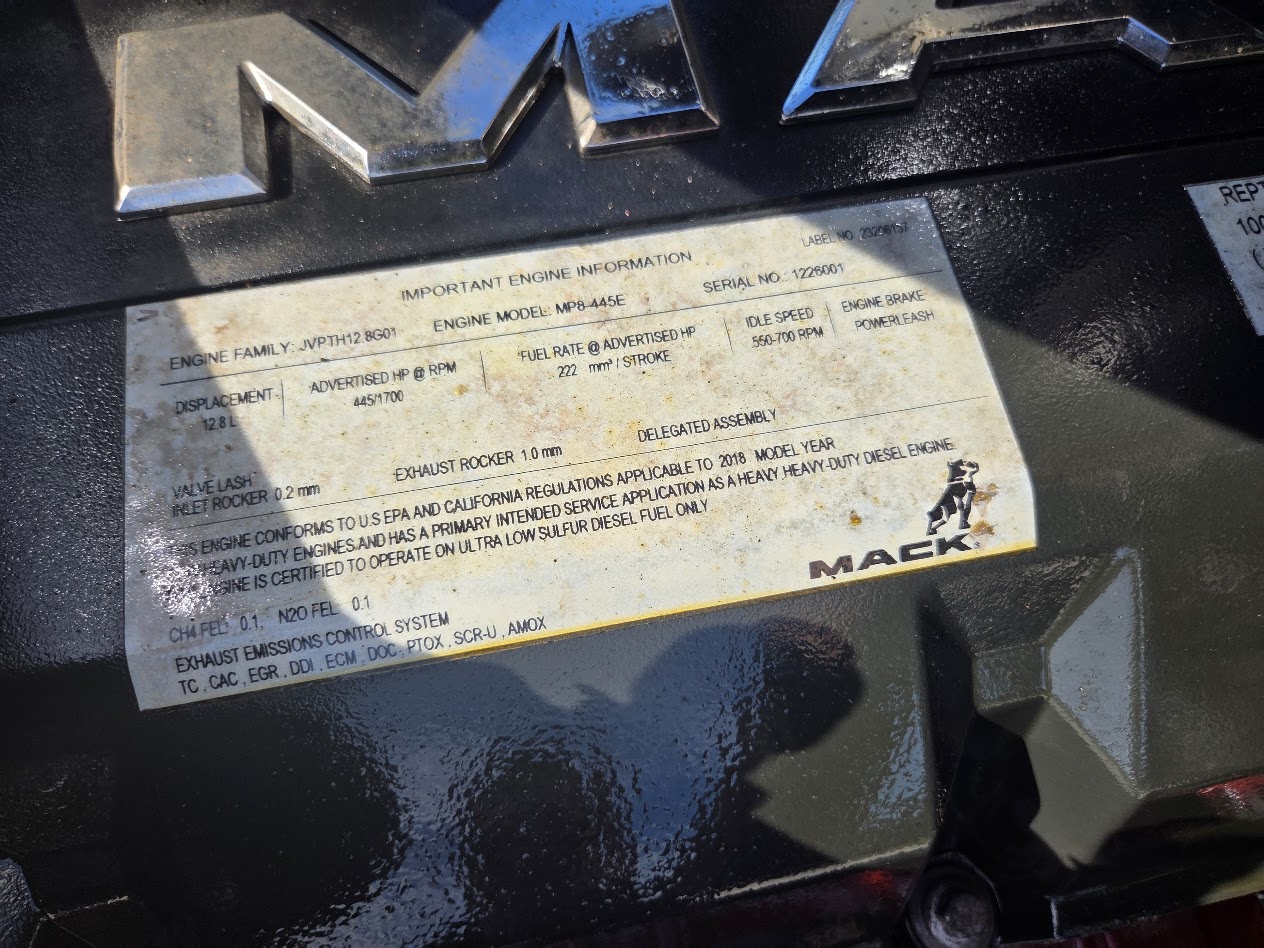 MA
REPT
100
LABEL NO. 23206157
IMPORTANT ENGINE INFORMATION
ENGINE FAMILY: JVPTH12.8G01 ENGINE MODEL: MP8-445E SERIAL NO.: 1226001
DISPLACEMENT ADVERTISED HP @ RPM FUEL RATE @ ADVERTISED HP IDLE SPEED ENGINE BRAKE
12.8 L 445/1700 222 mm³ / STROKE 550-700 RPM POWERLEASH
VALVE LASH
INLET ROCKER 0.2 mm EXHAUST ROCKER 1.0 mm DELEGATED ASSEMBLY
ENGINE CONFORMS TO U.S EPA AND CALIFORNIA REGULATIONS APPLICABLE TO 2018 MODEL YEAR
HEAVY-DUTY ENGINES,AND HAS A PRIMARY INTENDED SERVICE APPLICATION AS A HEAVY HEAVY-DUTY DIESEL ENGINE
ENGINE IS CERTIFIED TO OPERATE ON ULTRA LOW SULFUR DIESEL FUEL ONLY
CH4 FEL: 0.1, N2O FEL 0.1
EXHAUST EMISSIONS CONTROL SYSTEM
TC , CAC , EGR , DDI , ECM , DOC , PTOX , SCR-U , AMOX
MACK